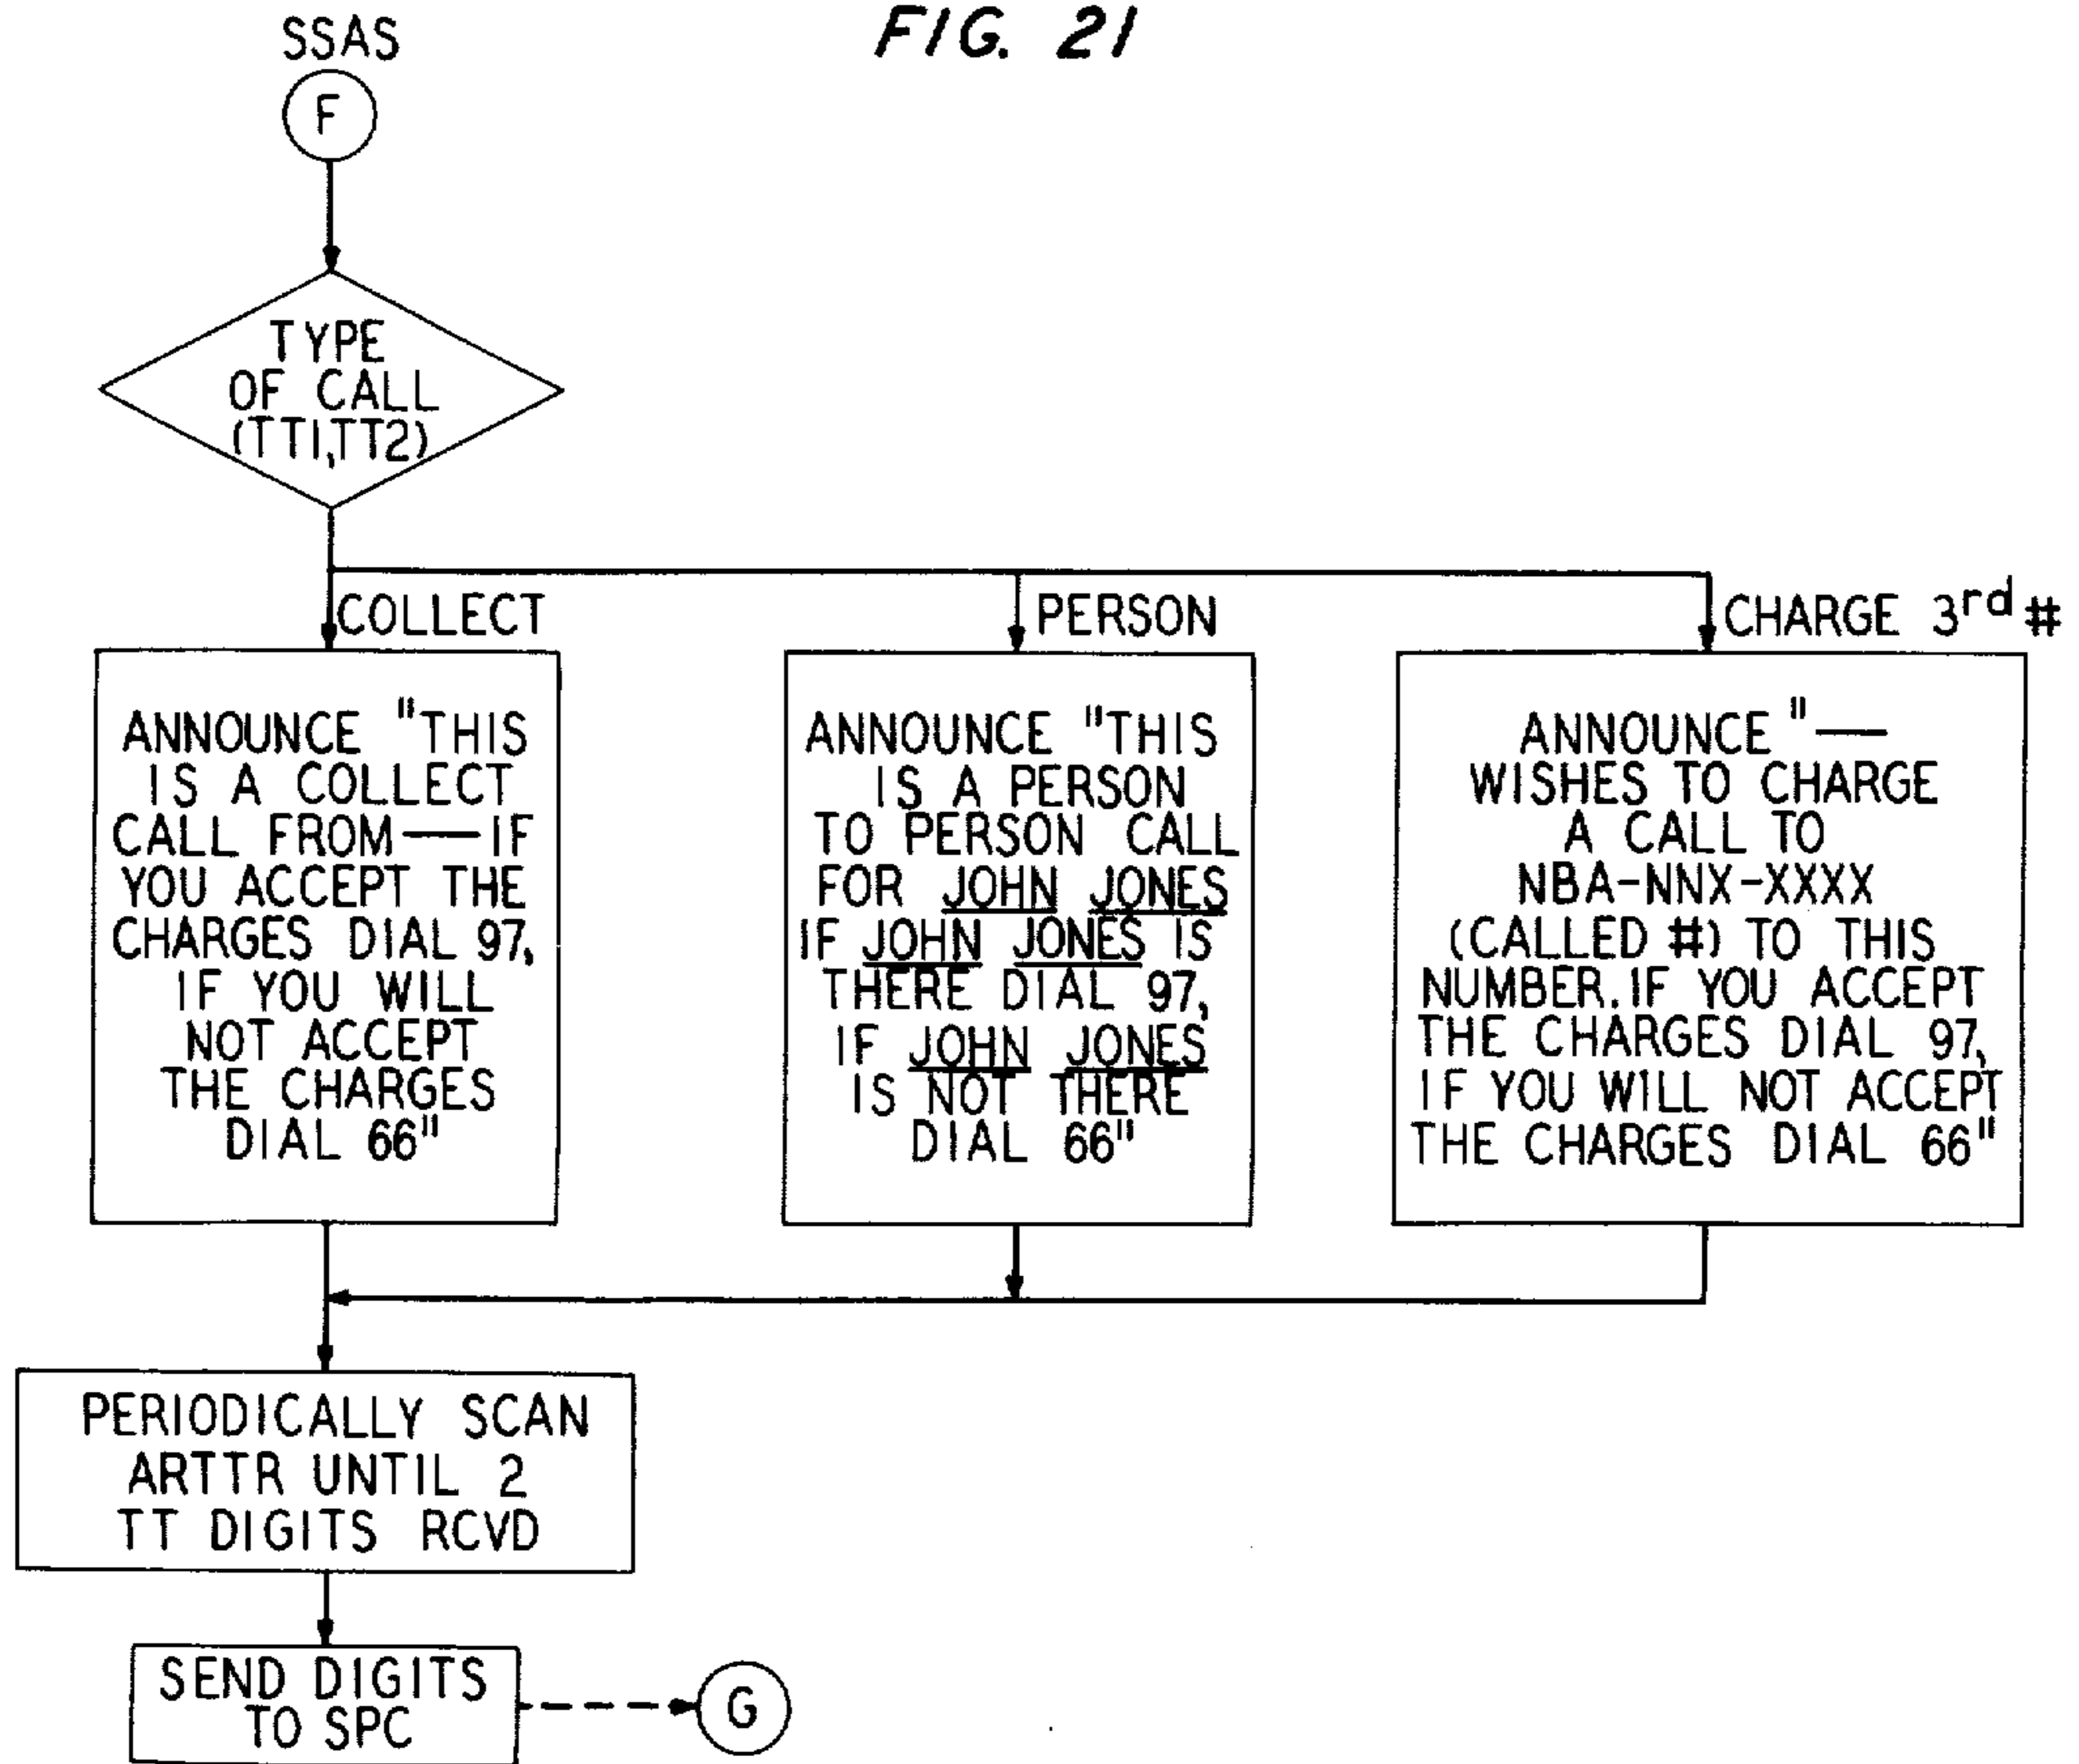 FIG. 21
SSAS
F
TYPE
OF CALL
(TT1,TT2)
COLLECT
PERSON
CHARGE 3rd #
ANNOUNCE "THIS
IS A COLLECT
CALL FROM — IF
YOU ACCEPT THE
CHARGES DIAL 97,
IF YOU WILL
NOT ACCEPT
THE CHARGES
DIAL 66"
ANNOUNCE "THIS
IS A PERSON
TO PERSON CALL
FOR JOHN JONES
IF JOHN JONES IS
THERE DIAL 97,
IF JOHN JONES
IS NOT THERE
DIAL 66"
ANNOUNCE "—
WISHES TO CHARGE
A CALL TO
NBA-NNX-XXXX
(CALLED #) TO THIS
NUMBER. IF YOU ACCEPT
THE CHARGES DIAL 97,
IF YOU WILL NOT ACCEPT
THE CHARGES DIAL 66"
PERIODICALLY SCAN
ARTTR UNTIL 2
TT DIGITS RCVD
SEND DIGITS
TO SPC
G